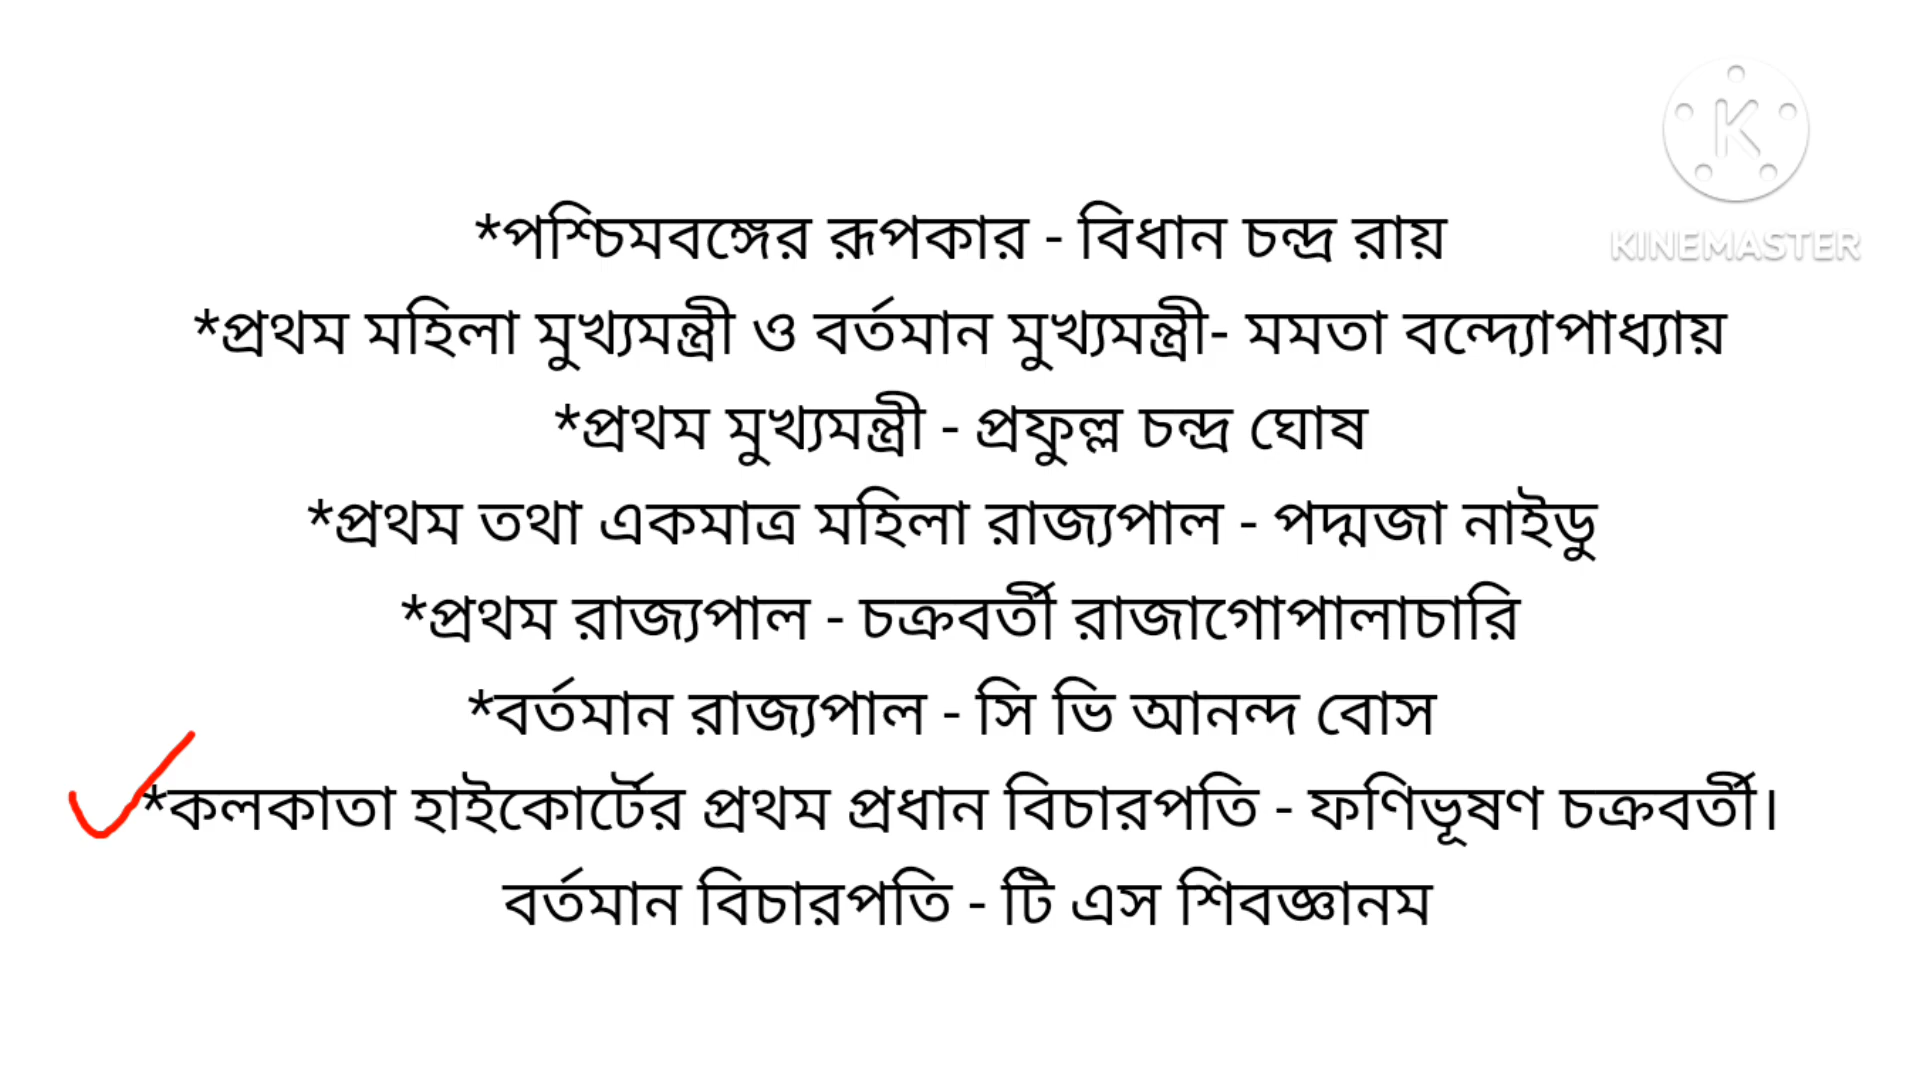 *পশ্চিমবঙ্গের রূপকার - বিধান চন্দ্র রায়
*প্রথম মহিলা মুখ্যমন্ত্রী ও বর্তমান মুখ্যমন্ত্রী- মমতা বন্দ্যোপাধ্যায়
*প্রথম মুখ্যমন্ত্রী - প্রফুল্ল চন্দ্র ঘোষ
*প্রথম তথা একমাত্র মহিলা রাজ্যপাল - পদ্মজা নাইডু
*প্রথম রাজ্যপাল - চক্রবর্তী রাজাগোপালাচারি
*বর্তমান রাজ্যপাল - সি ভি আনন্দ বোস
*কলকাতা হাইকোর্টের প্রথম প্রধান বিচারপতি - ফণিভূষণ চক্রবর্তী।
বর্তমান বিচারপতি - টি এস শিবজ্ঞানম
K
KINEMASTER